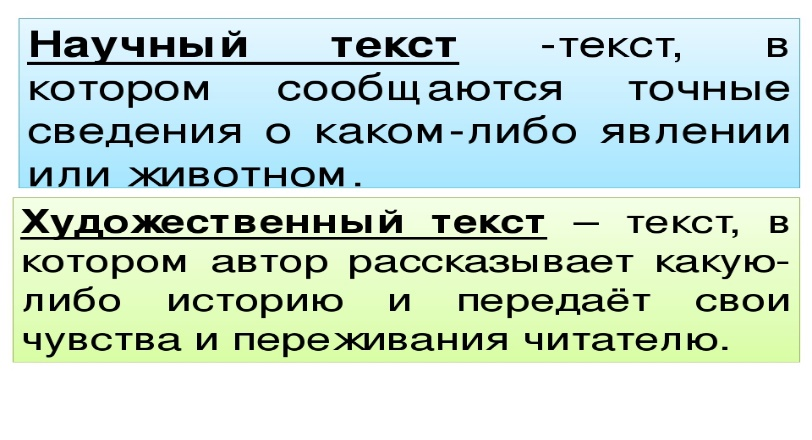 Научный текст -текст, в
котором сообщаются точные
сведения о каком-либо явлении
или животном.
Художественный текст – текст, в
котором автор рассказывает какую-
либо историю и передаёт свои
чувства и переживания читателю.